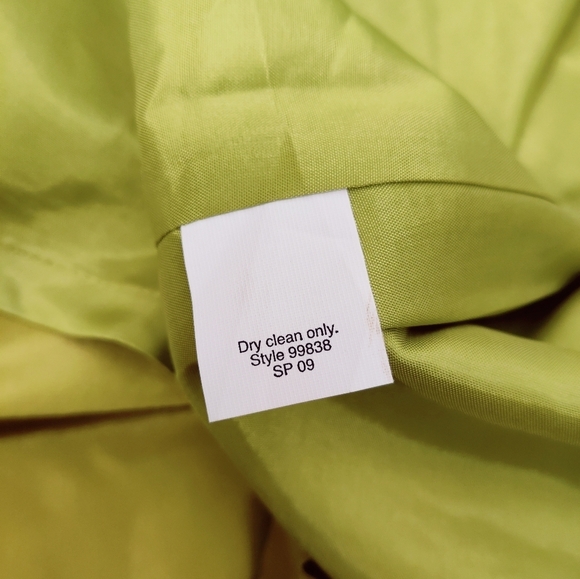 Dry clean only.
Style 99838
SP 09